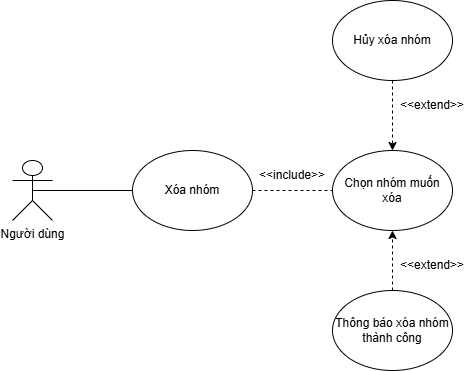 Hủy xóa nhóm
<<extend>>
<<include>>
Xóa nhóm
Chọn nhóm muốn
xóa
Người dùng
<<extend>>
Thông báo xóa nhóm
thành công